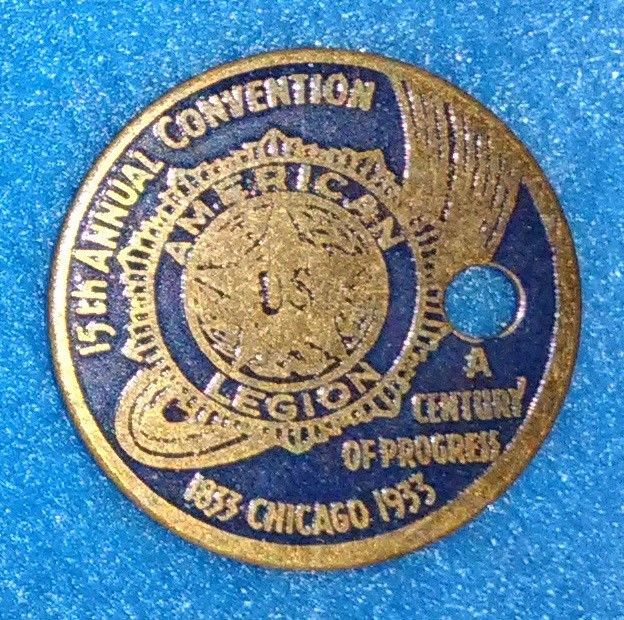 15th ANNUAL CONVENTION
AMERICAN
US
LEGION
A
CENTURY
OF PROGRESS
1833 CHICAGO 1933